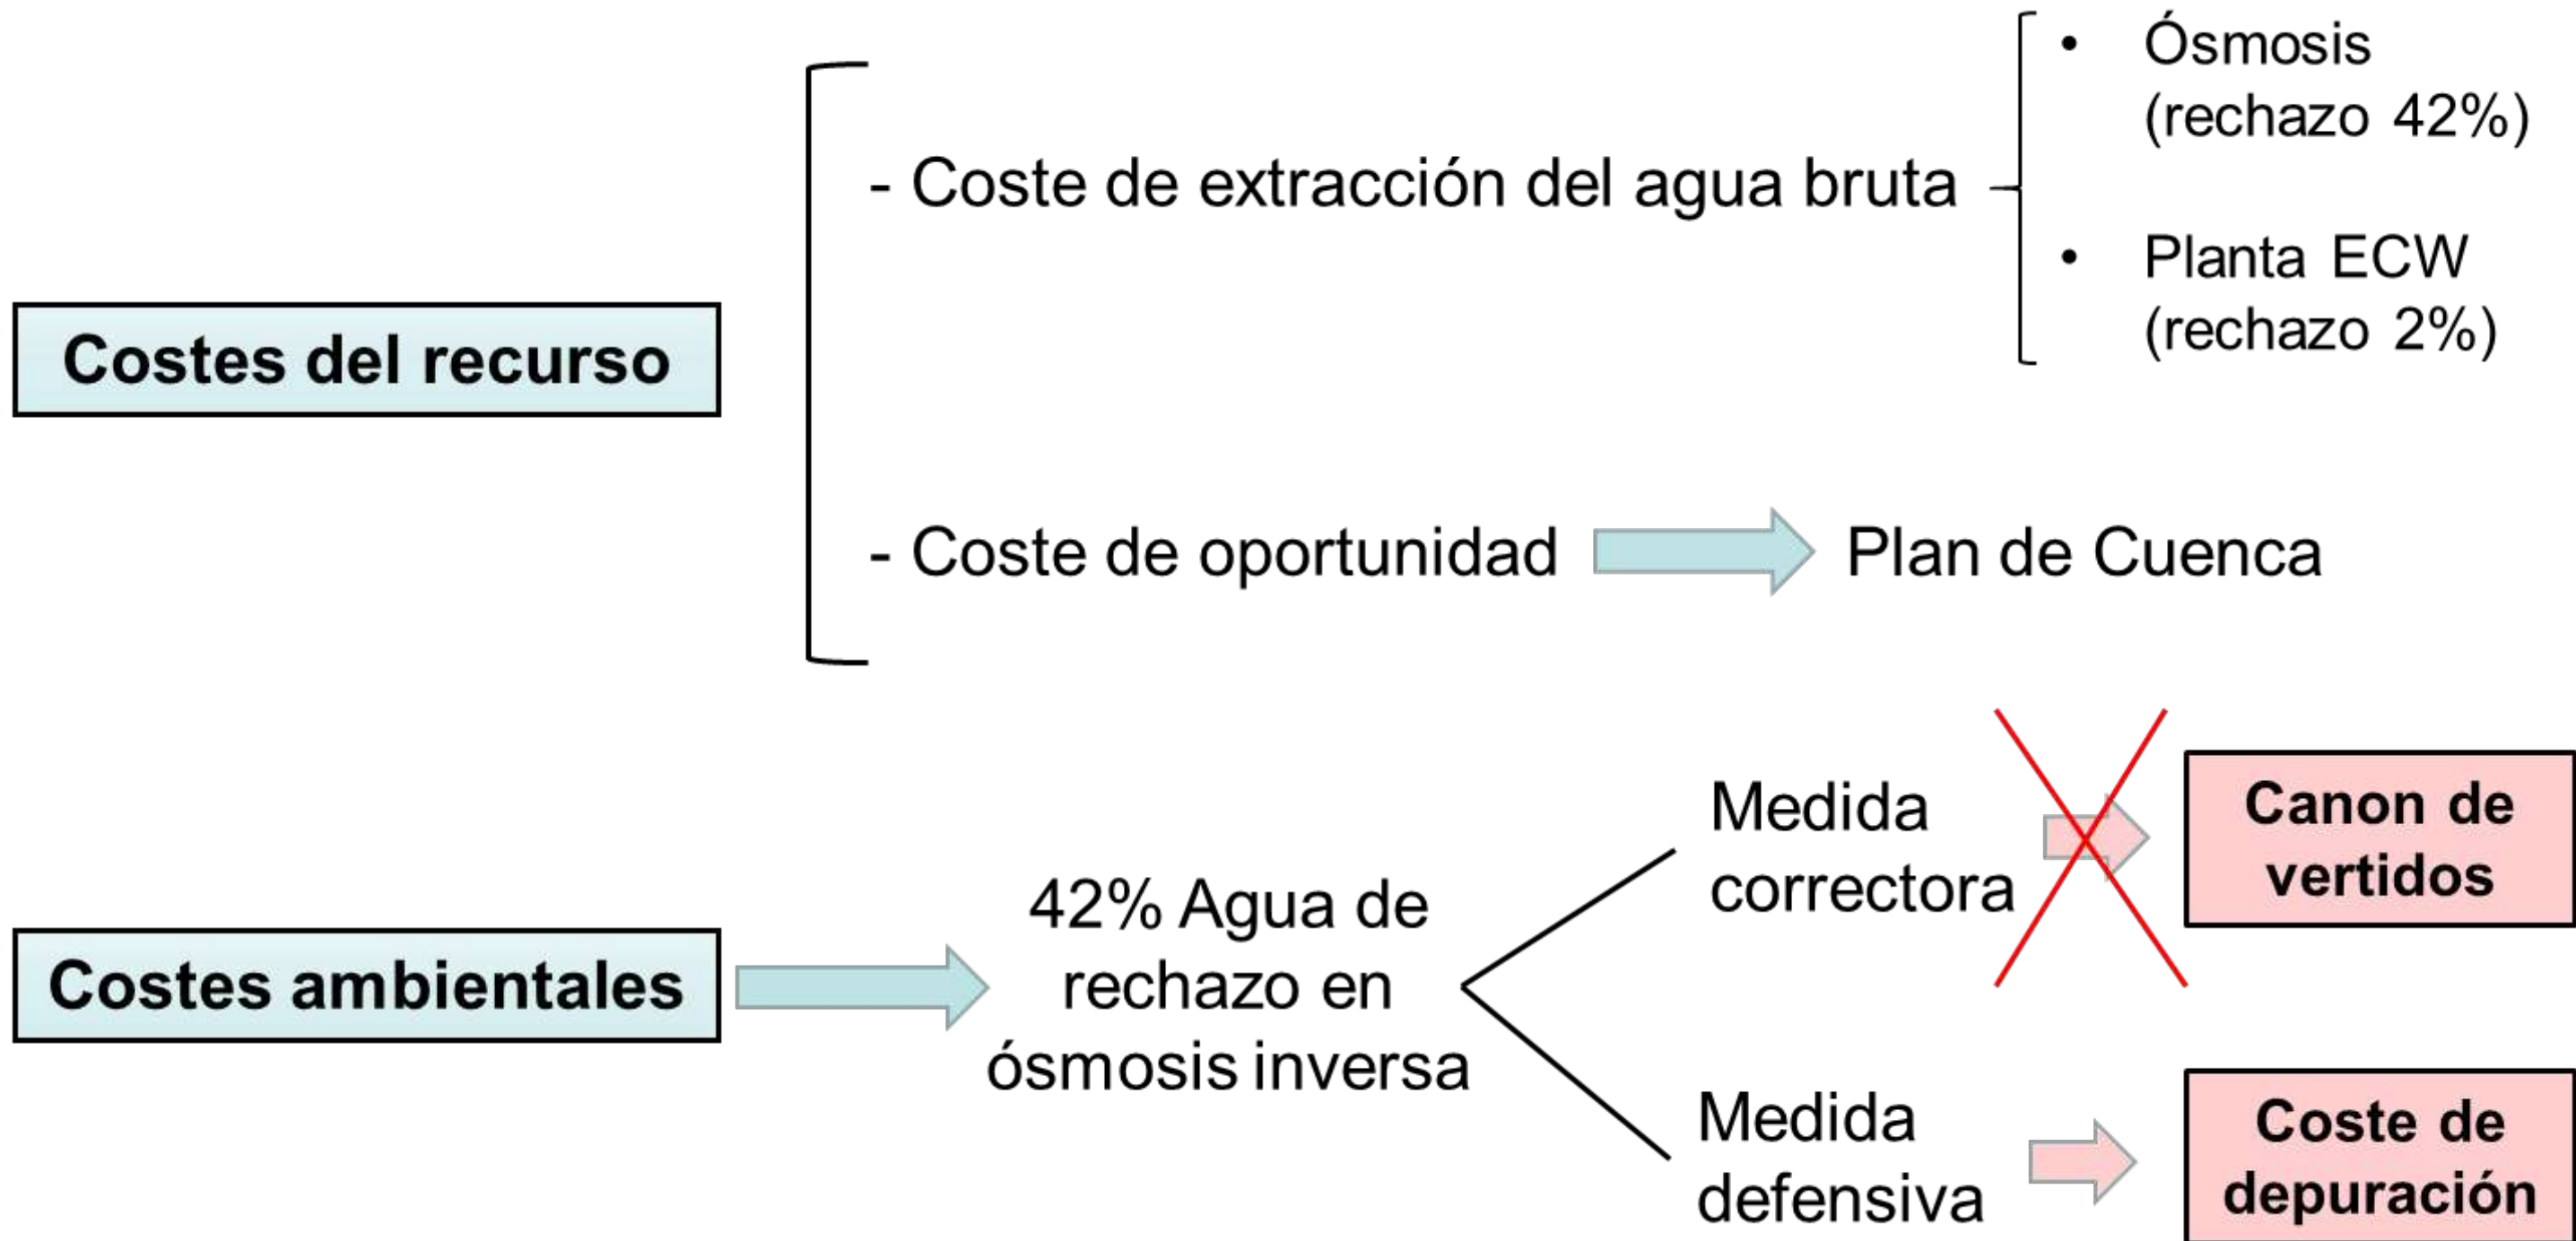 Costes del recurso
- Coste de extracción del agua bruta
• Ósmosis
(rechazo 42%)
• Planta ECW
(rechazo 2%)
- Coste de oportunidad
Plan de Cuenca
Costes ambientales
42% Agua de
rechazo en
ósmosis inversa
Medida
correctora
Canon de
vertidos
Medida
defensiva
Coste de
depuración